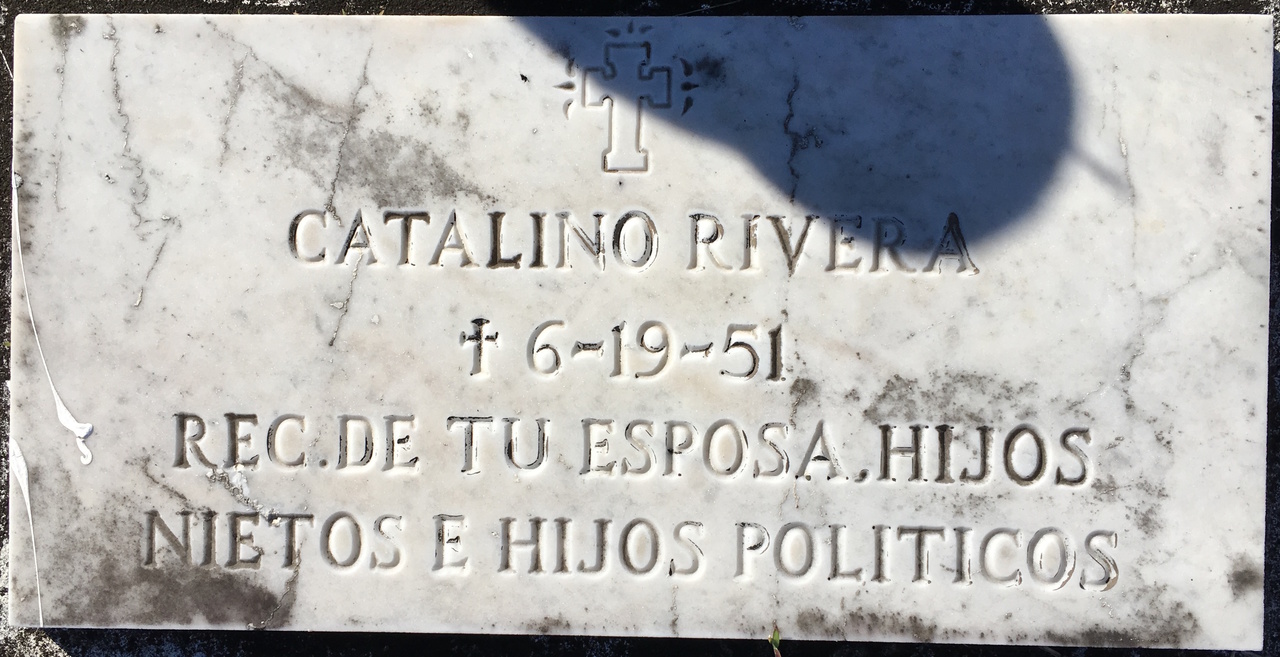 CATALINO RIVERA
† 6-19-51
REC. DE TU ESPOSA, HIJOS
NIETOS E HIJOS POLITICOS